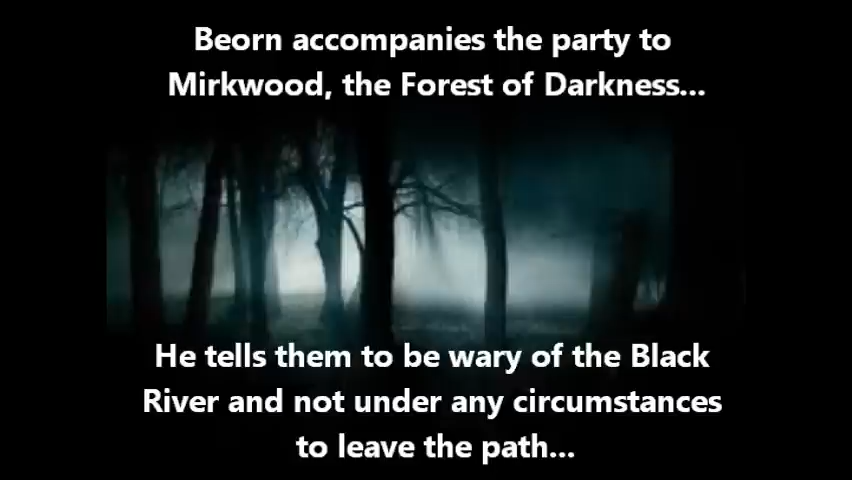 Beorn accompanies the party to
Mirkwood, the Forest of Darkness...
He tells them to be wary of the Black
River and not under any circumstances
to leave the path...